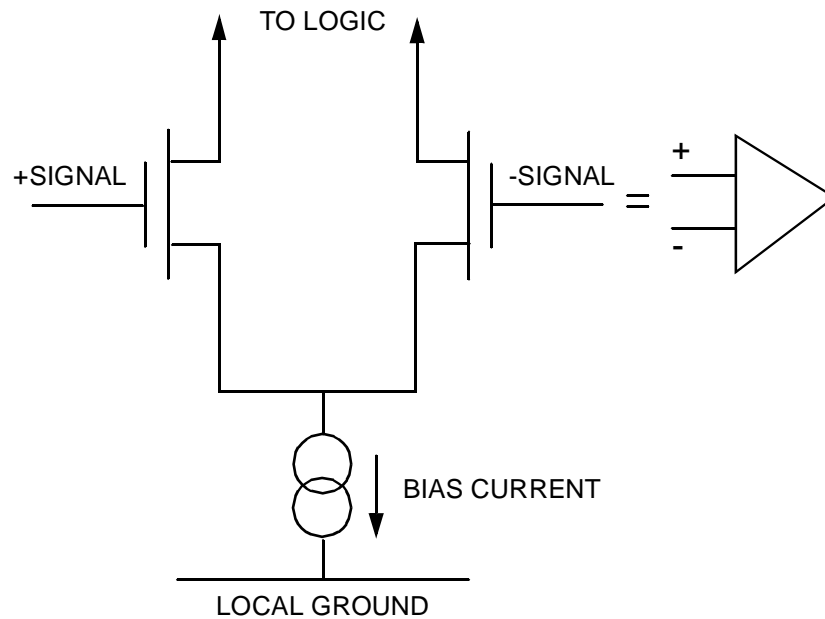 TO LOGIC
+SIGNAL
-SIGNAL
=
+
-
BIAS CURRENT
LOCAL GROUND